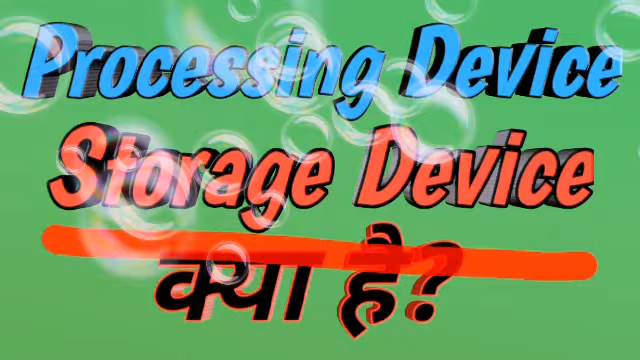 Processing Device
Storage Device
क्या है?